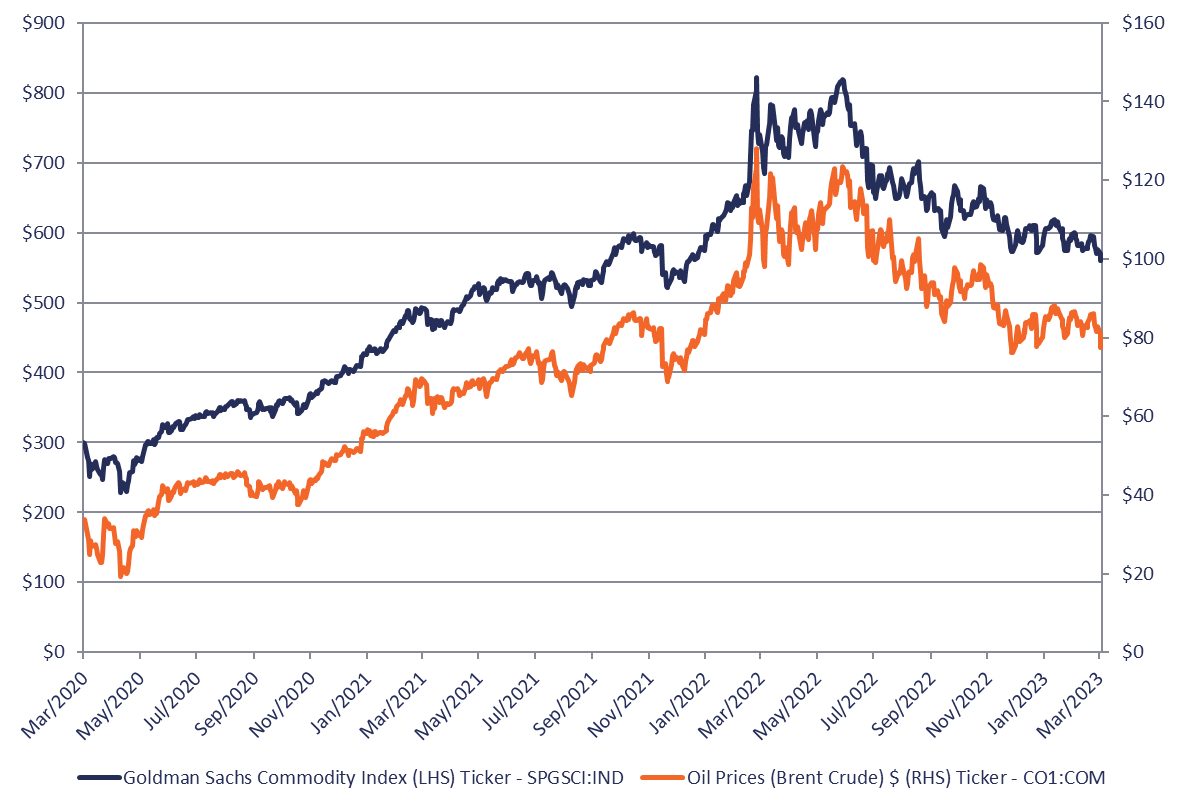 $900
$800
$700
$600
$500
$400
$300
$200
$100
$0
$160
$140
$120
$100
$80
$60
$40
$20
$0
Mar/2020
May/2020
Jul/2020
Sep/2020
Nov/2020
Jan/2021
Mar/2021
May/2021
Jul/2021
Sep/2021
Nov/2021
Jan/2022
Mar/2022
May/2022
Jul/2022
Sep/2022
Nov/2022
Jan/2023
Mar/2023
Goldman Sachs Commodity Index (LHS) Ticker - SPGSCI:IND
Oil Prices (Brent Crude) $ (RHS) Ticker - CO1:COM